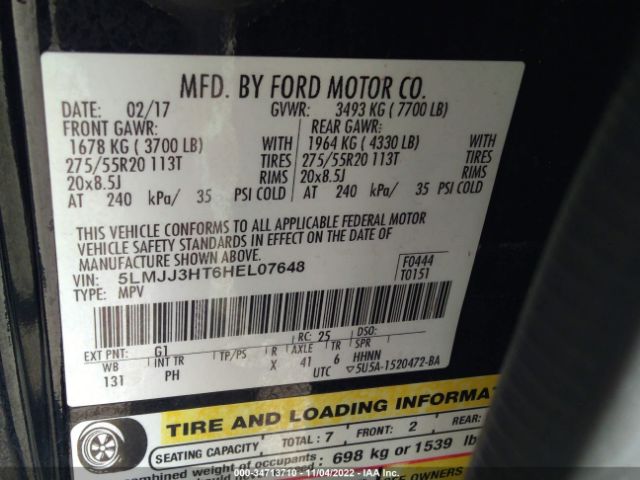 MFD. BY FORD MOTOR CO.
DATE: 02/17 GVWR: 3493 KG ( 7700 LB)
FRONT GAWR: REAR GAWR:
1678 KG ( 3700 LB) WITH 1964 KG ( 4330 LB) WITH
275/55R20 113T TIRES 275/55R20 113T TIRES
20x8.5J RIMS 20x8.5J RIMS
AT 240 kPa/ 35 PSI COLD AT 240 kPa/ 35 PSI COLD
THIS VEHICLE CONFORMS TO ALL APPLICABLE FEDERAL MOTOR
VEHICLE SAFETY STANDARDS IN EFFECT ON THE DATE OF
MANUFACTURE SHOWN ABOVE.
VIN: 5LMJJ3HT6HEL07648 F0444
TYPE: MPV T0151
EXT PNT: G1 RC: 25 DSO:
WB INT TR TP/PS R AXLE TR SPR
131 PH X 41 6 HHNN
UTC 5U5A-1520472-BA
TIRE AND LOADING INFORMA
SEATING CAPACITY TOTAL: 7 FRONT: 2 REAR:
combined weight of occupants 698 kg or 1539 lb
OWNERS
000-34713710 - 11/04/2022 - IAA Inc.